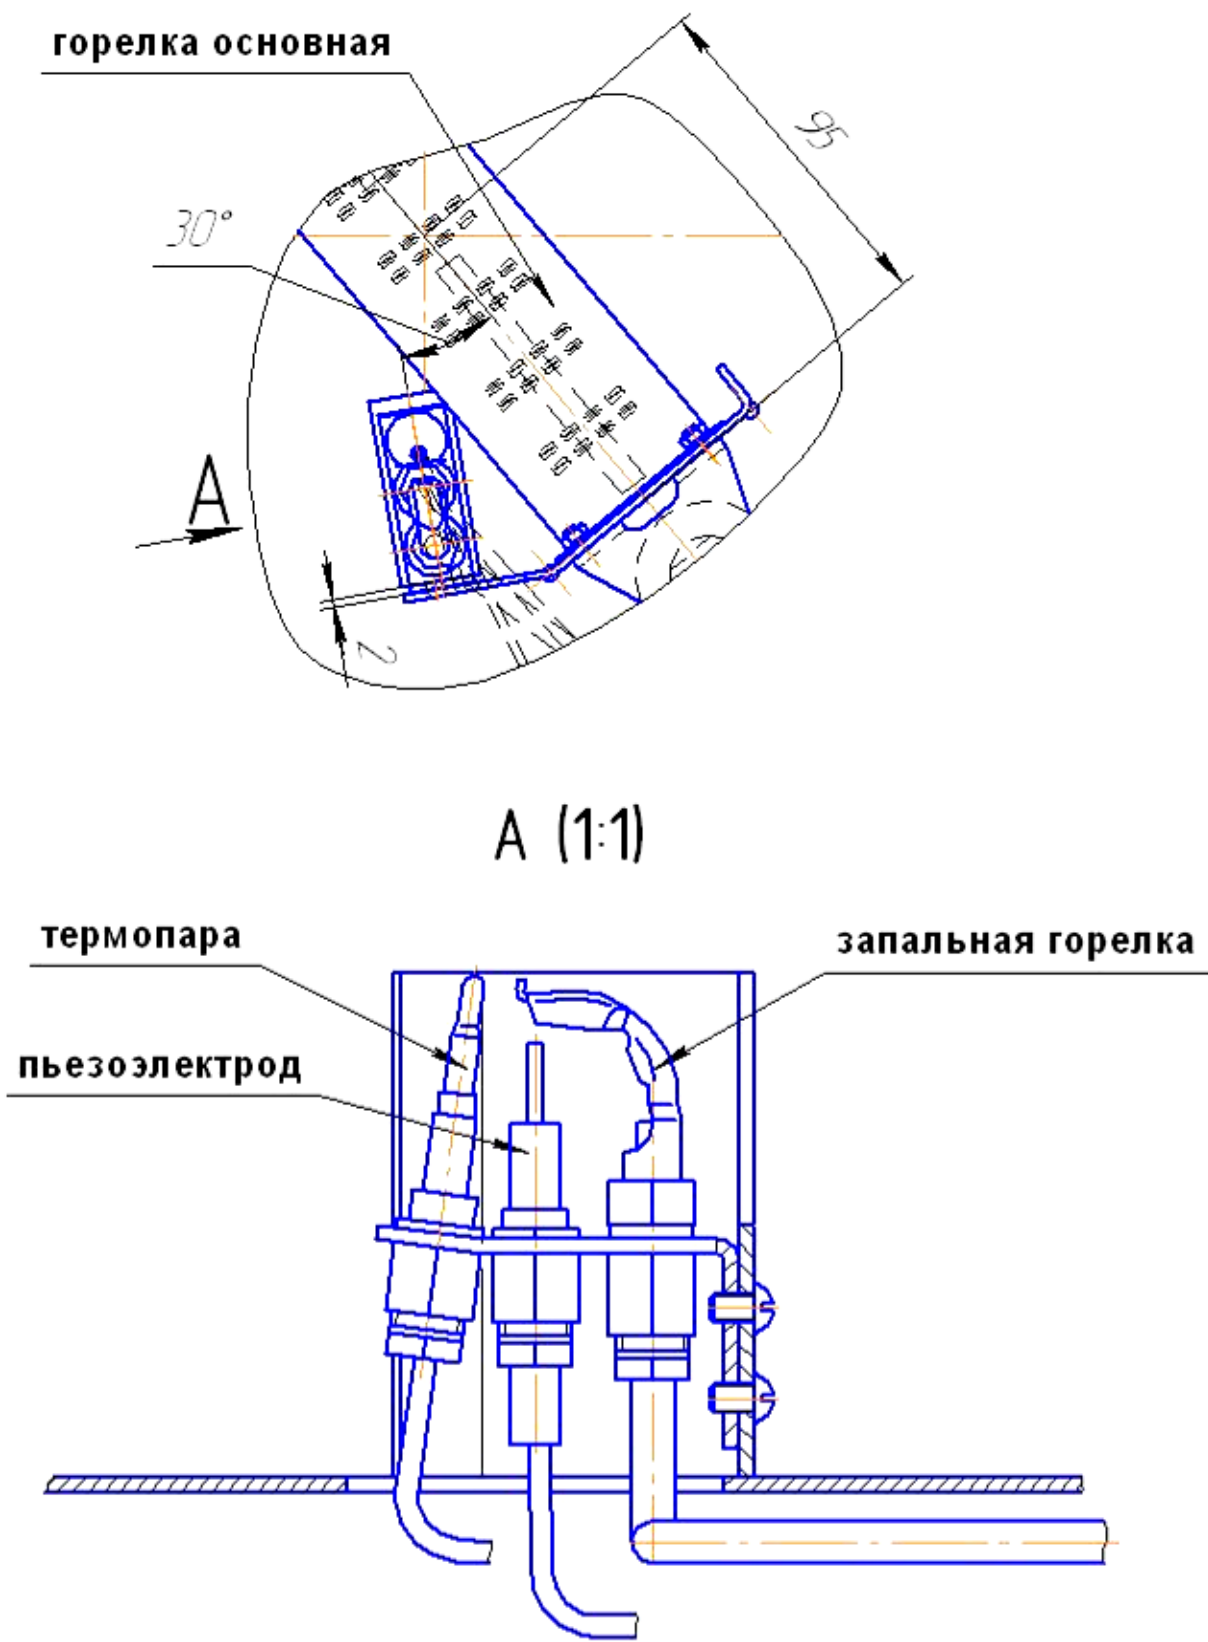 горелка основная
95
30°
А
2
А (1:1)
термопара
запальная горелка
пьезоэлектрод